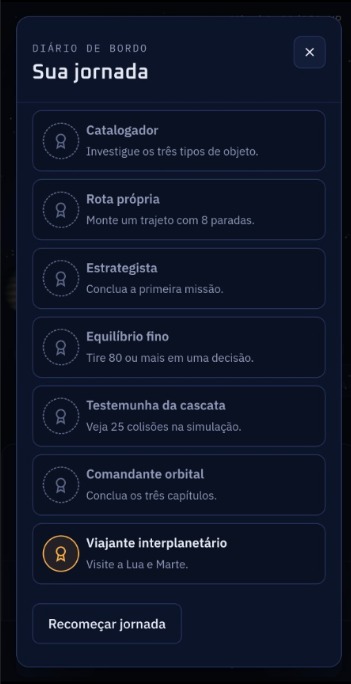 DIÁRIO DE BORDO
Sua jornada
Catalogador
Investigue os três tipos de objeto.
Rota própria
Monte um trajeto com 8 paradas.
Estrategista
Conclua a primeira missão.
Equilíbrio fino
Tire 80 ou mais em uma decisão.
Testemunha da cascata
Veja 25 colisões na simulação.
Comandante orbital
Conclua os três capítulos.
Viajante interplanetário
Visite a Lua e Marte.
Recomeçar jornada